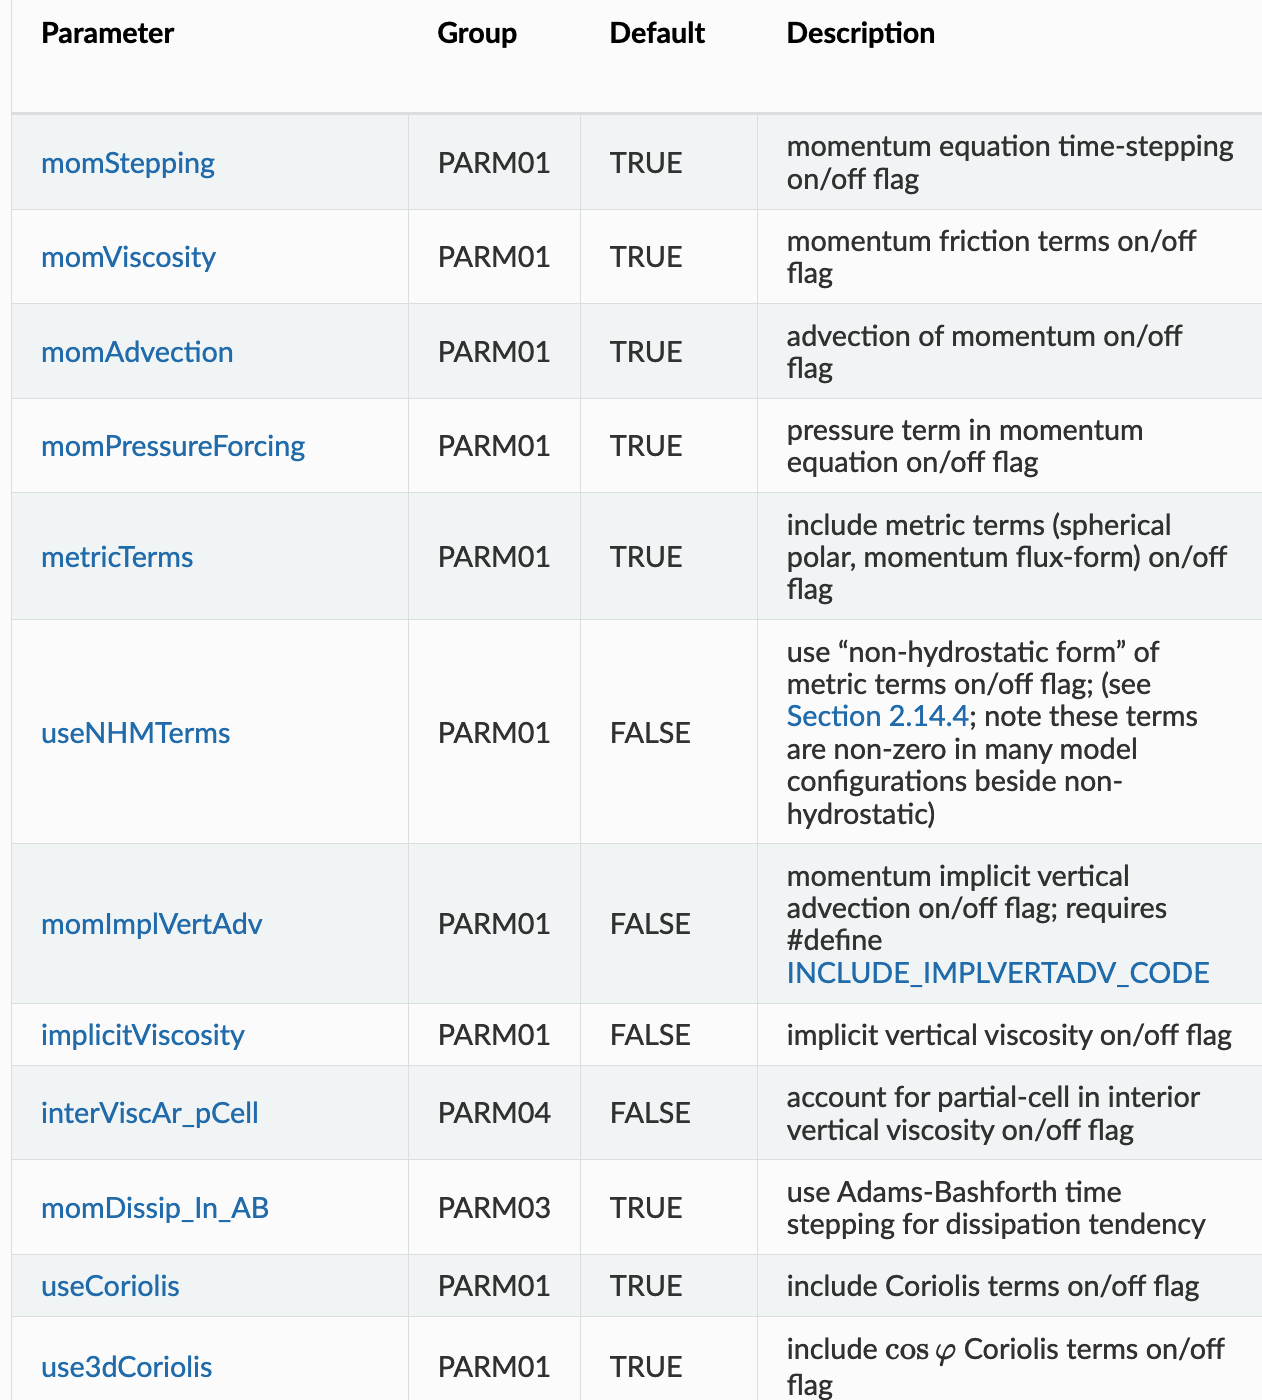 Parameter Group Default Description
momStepping PARM01 TRUE momentum equation time-stepping
on/off flag
momViscosity PARM01 TRUE momentum friction terms on/off
flag
momAdvection PARM01 TRUE advection of momentum on/off
flag
momPressureForcing PARM01 TRUE pressure term in momentum
equation on/off flag
metricTerms PARM01 TRUE include metric terms (spherical
polar, momentum flux-form) on/off
flag
useNHMTerms PARM01 FALSE use “non-hydrostatic form” of
metric terms on/off flag; (see
Section 2.14.4; note these terms
are non-zero in many model
configurations beside non-
hydrostatic)
momImplVertAdv PARM01 FALSE momentum implicit vertical
advection on/off flag; requires
#define
INCLUDE_IMPLVERTADV_CODE
implicitViscosity PARM01 FALSE implicit vertical viscosity on/off flag
interViscAr_pCell PARM04 FALSE account for partial-cell in interior
vertical viscosity on/off flag
momDissip_In_AB PARM03 TRUE use Adams-Bashforth time
stepping for dissipation tendency
useCoriolis PARM01 TRUE include Coriolis terms on/off flag
use3dCoriolis PARM01 TRUE include cos φ Coriolis terms on/off
flag